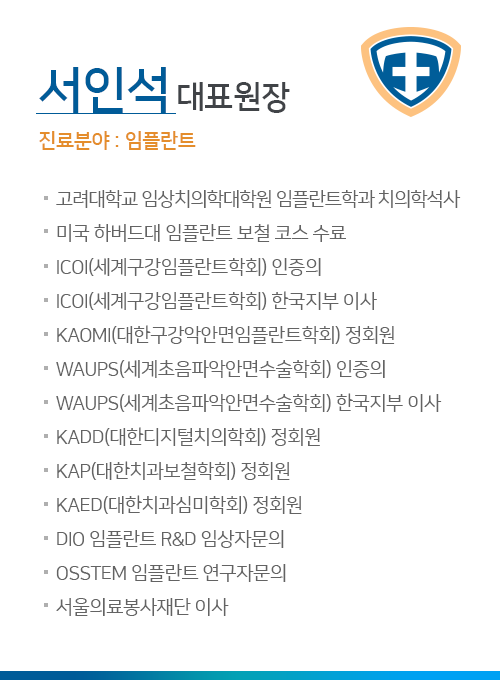 서인석 대표원장
진료분야 : 임플란트
▪ 고려대학교 임상치의학대학원 임플란트학과 치의학석사
▪ 미국 하버드대 임플란트 보철 코스 수료
▪ ICOI(세계구강임플란트학회) 인증의
▪ ICOI(세계구강임플란트학회) 한국지부 이사
▪ KAOMI(대한구강악안면임플란트학회) 정회원
▪ WAUPS(세계초음파악안면수술학회) 인증의
▪ WAUPS(세계초음파악안면수술학회) 한국지부 이사
▪ KADD(대한디지털치의학회) 정회원
▪ KAP(대한치과보철학회) 정회원
▪ KAED(대한치과심미학회) 정회원
▪ DIO 임플란트 R&D 임상자문의
▪ OSSTEM 임플란트 연구자문의
▪ 서울의료봉사재단 이사